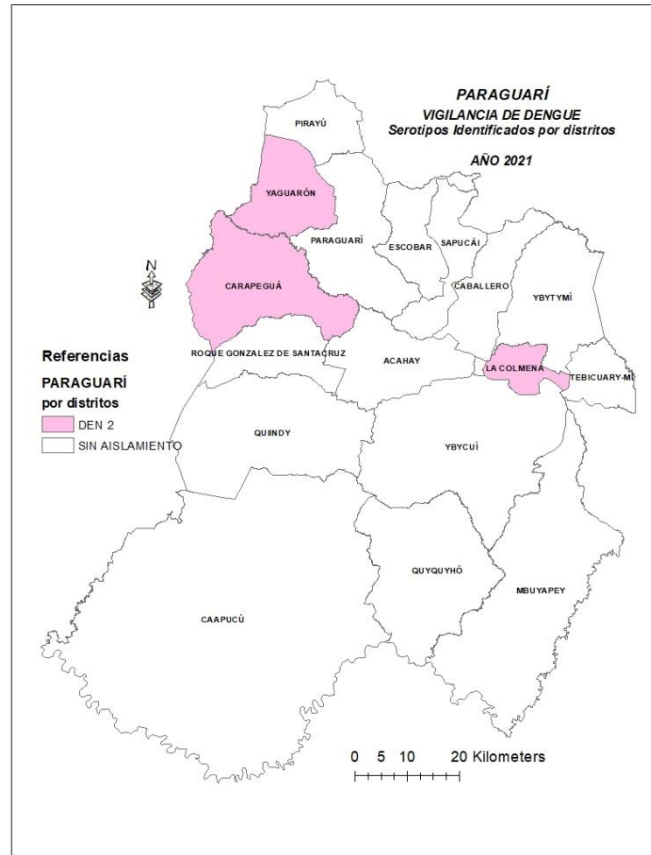 PARAGUARÍ
VIGILANCIA DE DENGUE
Serotipos Identificados por distritos
AÑO 2021
PIRAYÚ
YAGUARÓN
PARAGUARÍ
ESCOBAR
SAPUCÁI
CABALLERO
YBYTYMÍ
CARAPEGUÁ
N
ROQUE GONZALEZ DE SANTACRUZ
ACAHAY
LA COLMENA
TEBICUARY-MÍ
Referencias
PARAGUARÍ
por distritos
DEN 2
SIN AISLAMIENTO
QUIINDY
YBYCUÍ
QUYQUYHÓ
MBUYAPEY
CAAPUCÚ
0 5 10 20 Kilometers